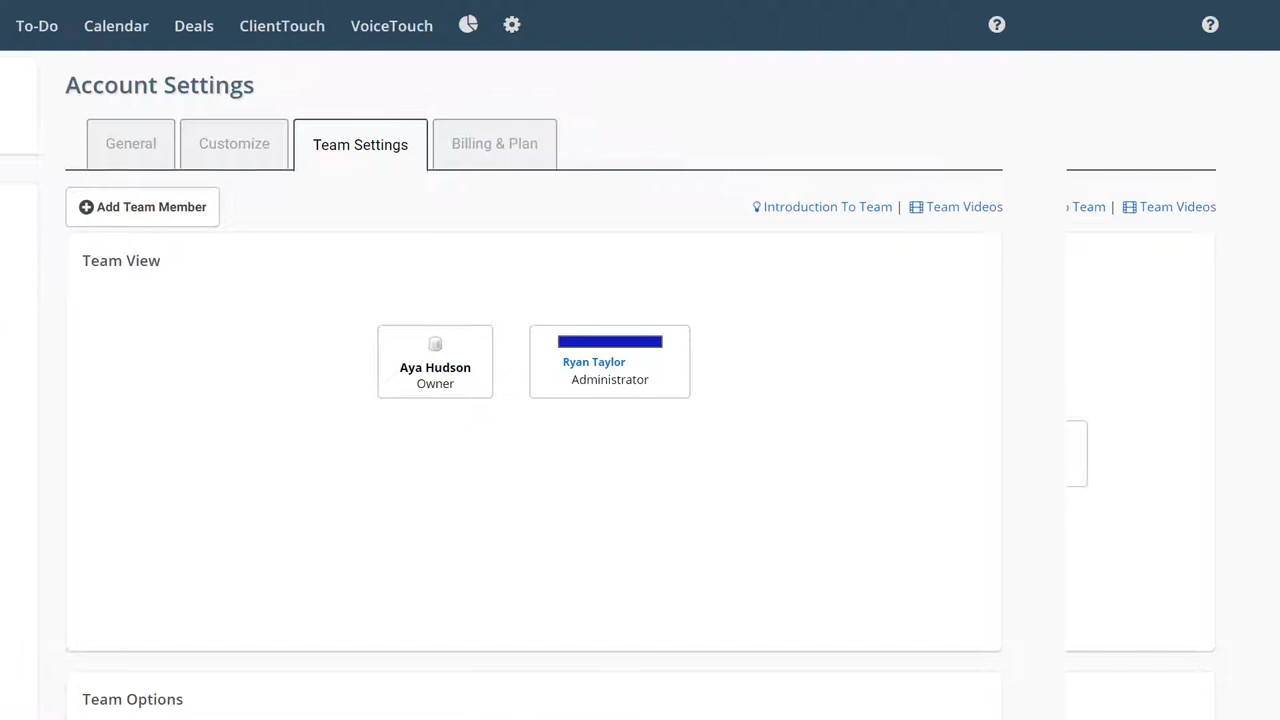 To-Do Calendar Deals ClientTouch VoiceTouch
Account Settings
General Customize Team Settings Billing & Plan
Add Team Member Introduction To Team | Team Videos Team | Team Videos
Team View
Aya Hudson
Owner
Ryan Taylor
Administrator
Team Options